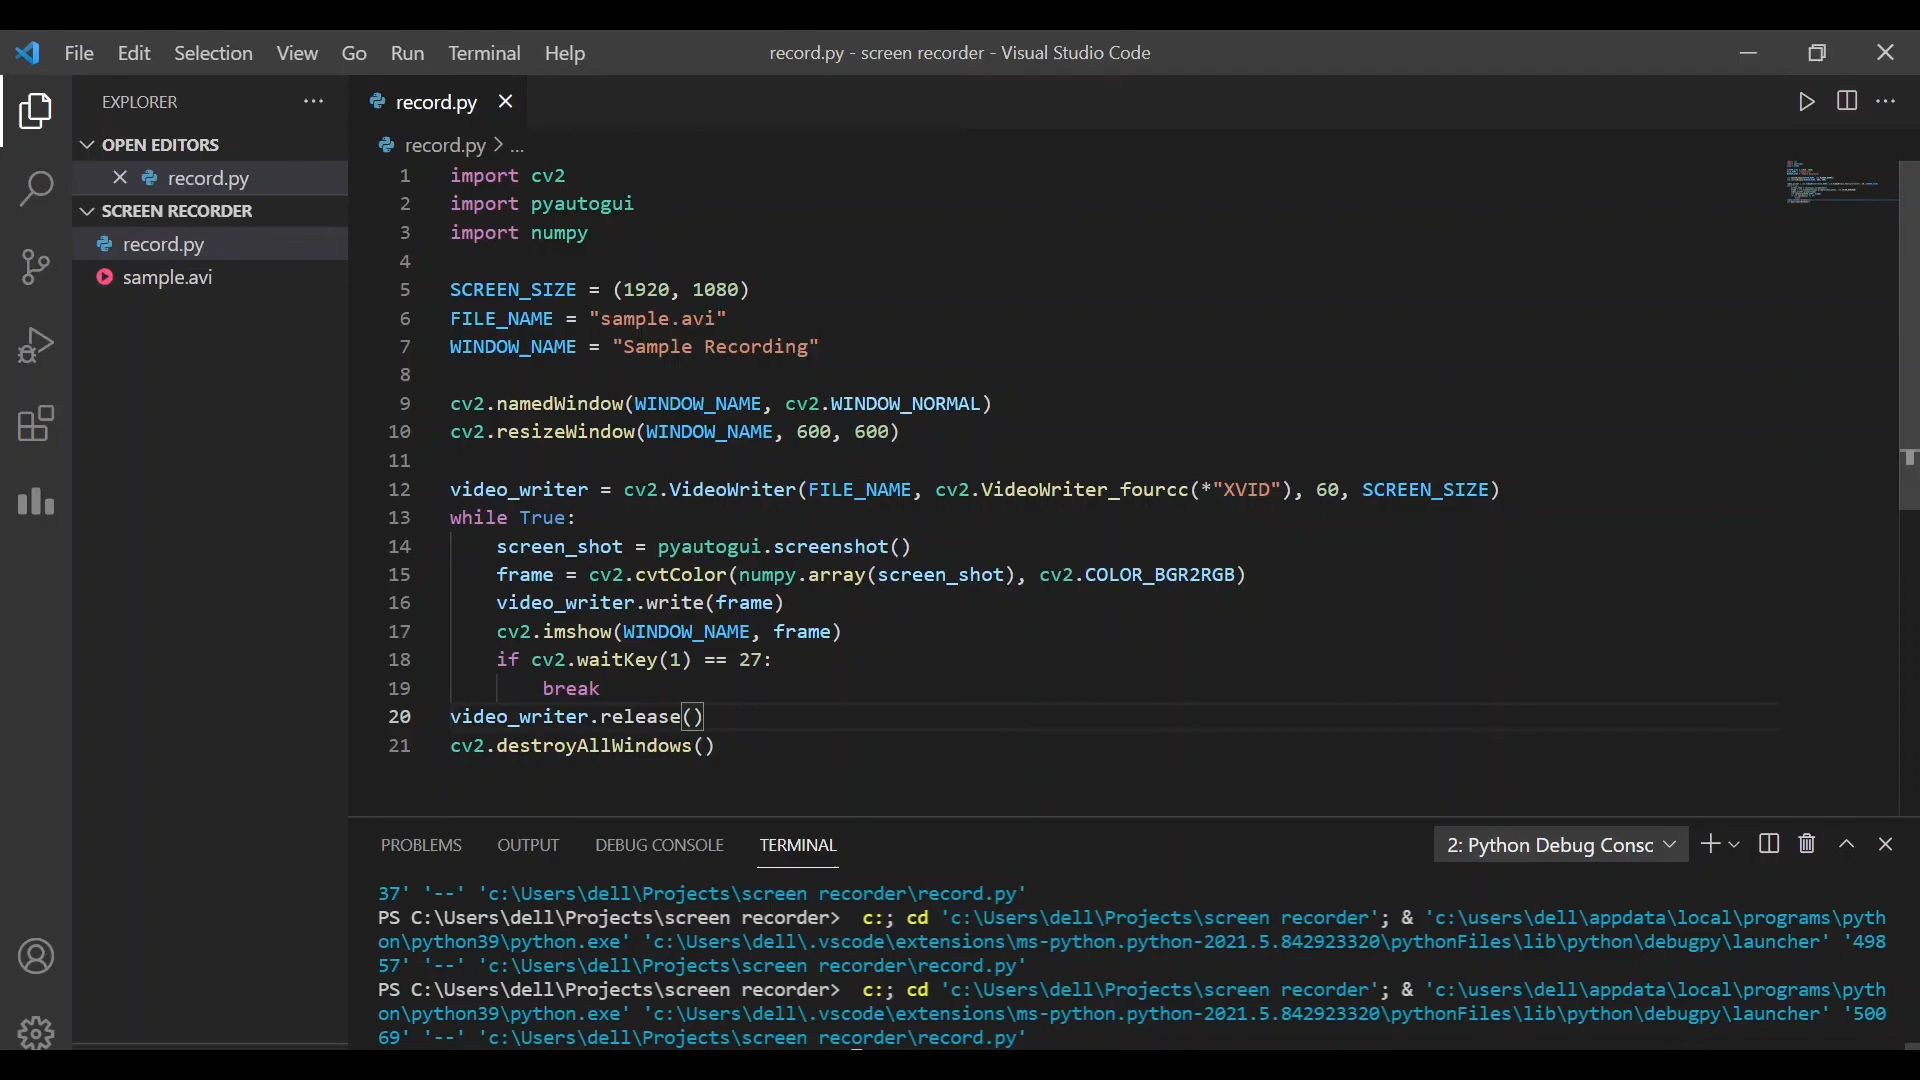 File Edit Selection View Go Run Terminal Help
record.py - screen recorder - Visual Studio Code
EXPLORER
OPEN EDITORS
record.py
SCREEN RECORDER
record.py
sample.avi
record.py
record.py > ...
1 import cv2
2 import pyautogui
3 import numpy
4
5 SCREEN_SIZE = (1920, 1080)
6 FILE_NAME = "sample.avi"
7 WINDOW_NAME = "Sample Recording"
8
9 cv2.namedWindow(WINDOW_NAME, cv2.WINDOW_NORMAL)
10 cv2.resizeWindow(WINDOW_NAME, 600, 600)
11
12 video_writer = cv2.VideoWriter(FILE_NAME, cv2.VideoWriter_fourcc(*"XVID"), 60, SCREEN_SIZE)
13 while True:
14     screen_shot = pyautogui.screenshot()
15     frame = cv2.cvtColor(numpy.array(screen_shot), cv2.COLOR_BGR2RGB)
16     video_writer.write(frame)
17     cv2.imshow(WINDOW_NAME, frame)
18     if cv2.waitKey(1) == 27:
19         break
20 video_writer.release()
21 cv2.destroyAllWindows()
PROBLEMS OUTPUT DEBUG CONSOLE TERMINAL
2: Python Debug Consc
37' '--' 'c:\Users\dell\Projects\screen recorder\record.py'
PS C:\Users\dell\Projects\screen recorder>  c:; cd 'c:\Users\dell\Projects\screen recorder'; & 'c:\users\dell\appdata\local\programs\pyth
on\python39\python.exe' 'c:\Users\dell\.vscode\extensions\ms-python.python-2021.5.842923320\pythonFiles\lib\python\debugpy\launcher' '498
57' '--' 'c:\Users\dell\Projects\screen recorder\record.py'
PS C:\Users\dell\Projects\screen recorder>  c:; cd 'c:\Users\dell\Projects\screen recorder'; & 'c:\users\dell\appdata\local\programs\pyth
on\python39\python.exe' 'c:\Users\dell\.vscode\extensions\ms-python.python-2021.5.842923320\pythonFiles\lib\python\debugpy\launcher' '500
69' '--' 'c:\Users\dell\Projects\screen recorder\record.py'